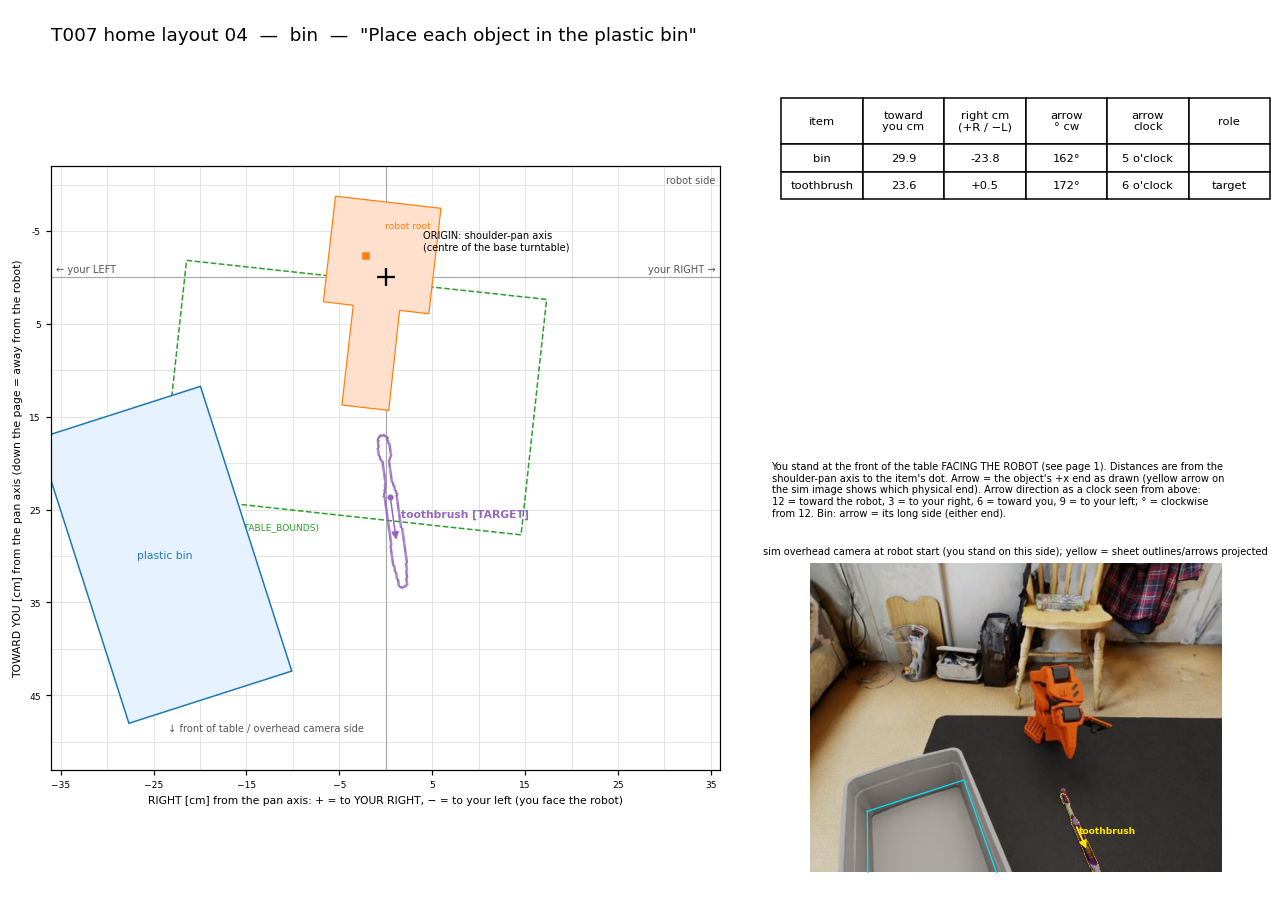 T007 home layout 04 — bin — "Place each object in the plastic bin"
item toward you cm right cm (+R / −L) arrow ° cw arrow clock role
bin 29.9 -23.8 162° 5 o'clock
toothbrush 23.6 +0.5 172° 6 o'clock target
robot side
robot root
ORIGIN: shoulder-pan axis
(centre of the base turntable)
← your LEFT
your RIGHT →
TABLE_BOUNDS)
toothbrush [TARGET]
plastic bin
↓ front of table / overhead camera side
-5
5
15
25
35
45
−35 −25 −15 −5 5 15 25 35
RIGHT [cm] from the pan axis: + = to YOUR RIGHT, − = to your left (you face the robot)
TOWARD YOU [cm] from the pan axis (down the page = away from the robot)
You stand at the front of the table FACING THE ROBOT (see page 1). Distances are from the
shoulder-pan axis to the item's dot. Arrow = the object's +x end as drawn (yellow arrow on
the sim image shows which physical end). Arrow direction as a clock seen from above:
12 = toward the robot, 3 = to your right, 6 = toward you, 9 = to your left; ° = clockwise
from 12. Bin: arrow = its long side (either end).
sim overhead camera at robot start (you stand on this side); yellow = sheet outlines/arrows projected
toothbrush